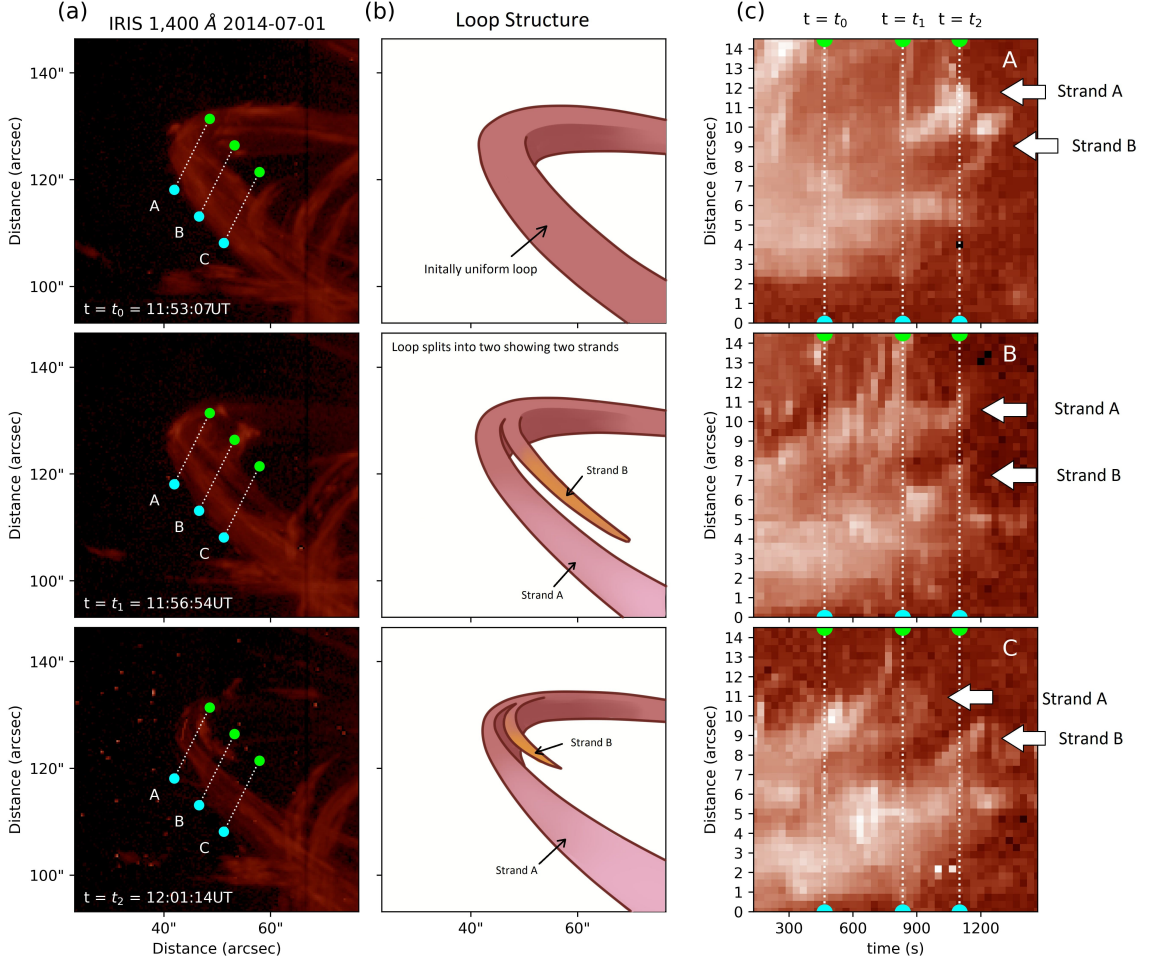 (a)
IRIS 1,400 Å 2014-07-01
(b)
Loop Structure
(c)
t = t₀
t = t₁
t = t₂
140"
120"
100"
Distance (arcsec)
A
B
C
t = t₀ = 11:53:07UT
Initally uniform loop
14
13
12
11
10
9
8
7
6
5
4
3
2
1
0
Distance (arcsec)
A
Strand A
Strand B
140"
120"
100"
Distance (arcsec)
A
B
C
t = t₁ = 11:56:54UT
Loop splits into two showing two strands
Strand B
Strand A
14
13
12
11
10
9
8
7
6
5
4
3
2
1
0
Distance (arcsec)
B
Strand A
Strand B
140"
120"
100"
Distance (arcsec)
A
B
C
t = t₂ = 12:01:14UT
40"
60"
Distance (arcsec)
Strand B
Strand A
40"
60"
14
13
12
11
10
9
8
7
6
5
4
3
2
1
0
Distance (arcsec)
C
Strand A
Strand B
300
600
900
1200
time (s)